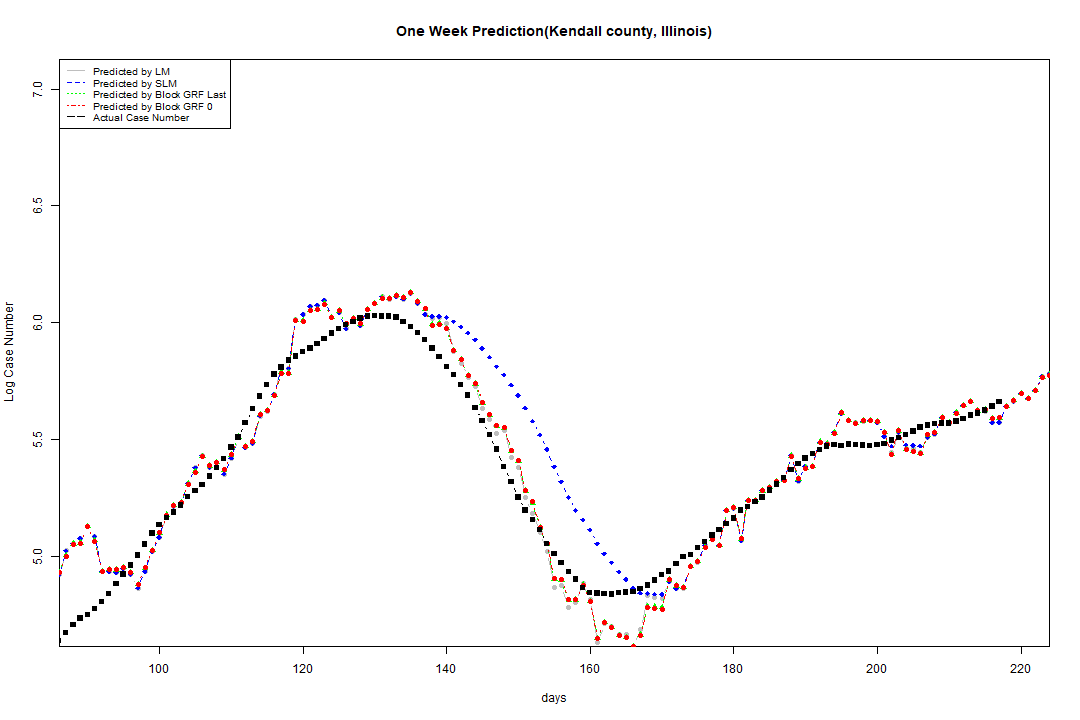 One Week Prediction(Kendall county, Illinois)
Predicted by LM
Predicted by SLM
Predicted by Block GRF Last
Predicted by Block GRF 0
Actual Case Number
Log Case Number
7.0
6.5
6.0
5.5
5.0
100 120 140 160 180 200 220
days